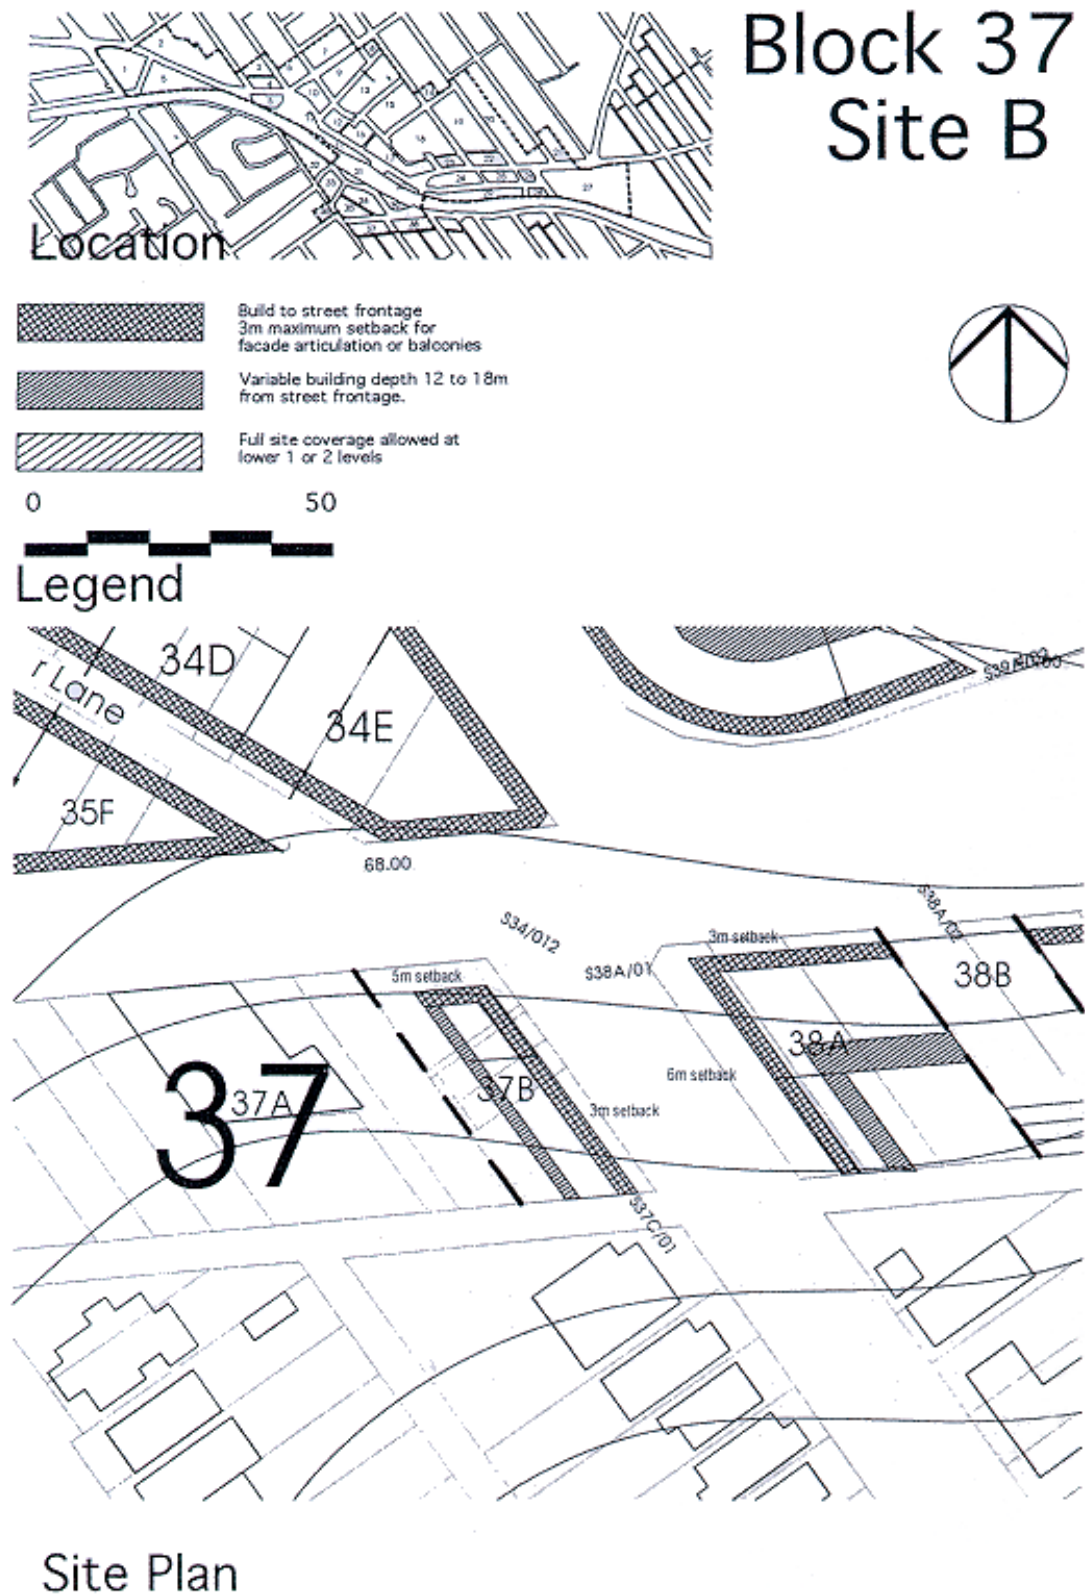 Block 37
Site B
Location
Build to street frontage
3m maximum setback for
facade articulation or balconies
Variable building depth 12 to 18m
from street frontage.
Full site coverage allowed at
lower 1 or 2 levels
0 50
Legend
34D
r Lane
34E
35F
68.00
S34/012
S38A/02
3m setback
5m setback
S38A/01
38B
38A
37
37A
37B
6m setback
3m setback
S37C/01
Site Plan